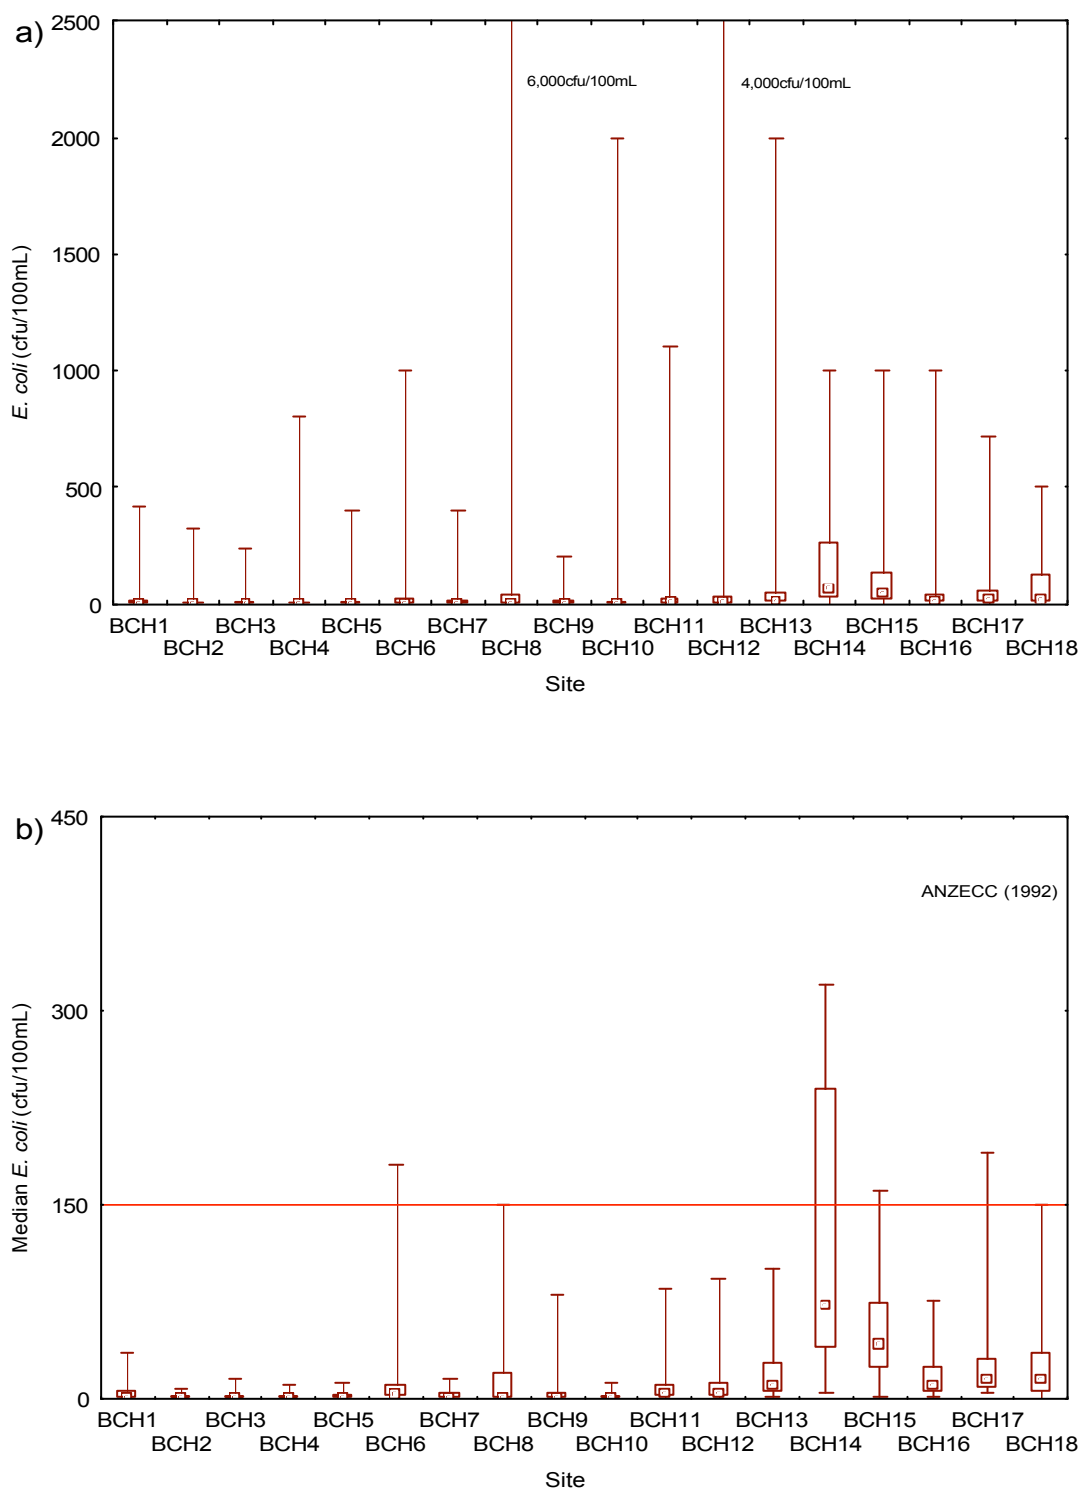 a)
2500
6,000cfu/100mL 4,000cfu/100mL
2000
1500
E. coli (cfu/100mL)
1000
500
0
BCH1 BCH3 BCH5 BCH7 BCH9 BCH11 BCH13 BCH15 BCH17
BCH2 BCH4 BCH6 BCH8 BCH10 BCH12 BCH14 BCH16 BCH18
Site
b)
450
ANZECC (1992)
300
Median E. coli (cfu/100mL)
150
0
BCH1 BCH3 BCH5 BCH7 BCH9 BCH11 BCH13 BCH15 BCH17
BCH2 BCH4 BCH6 BCH8 BCH10 BCH12 BCH14 BCH16 BCH18
Site